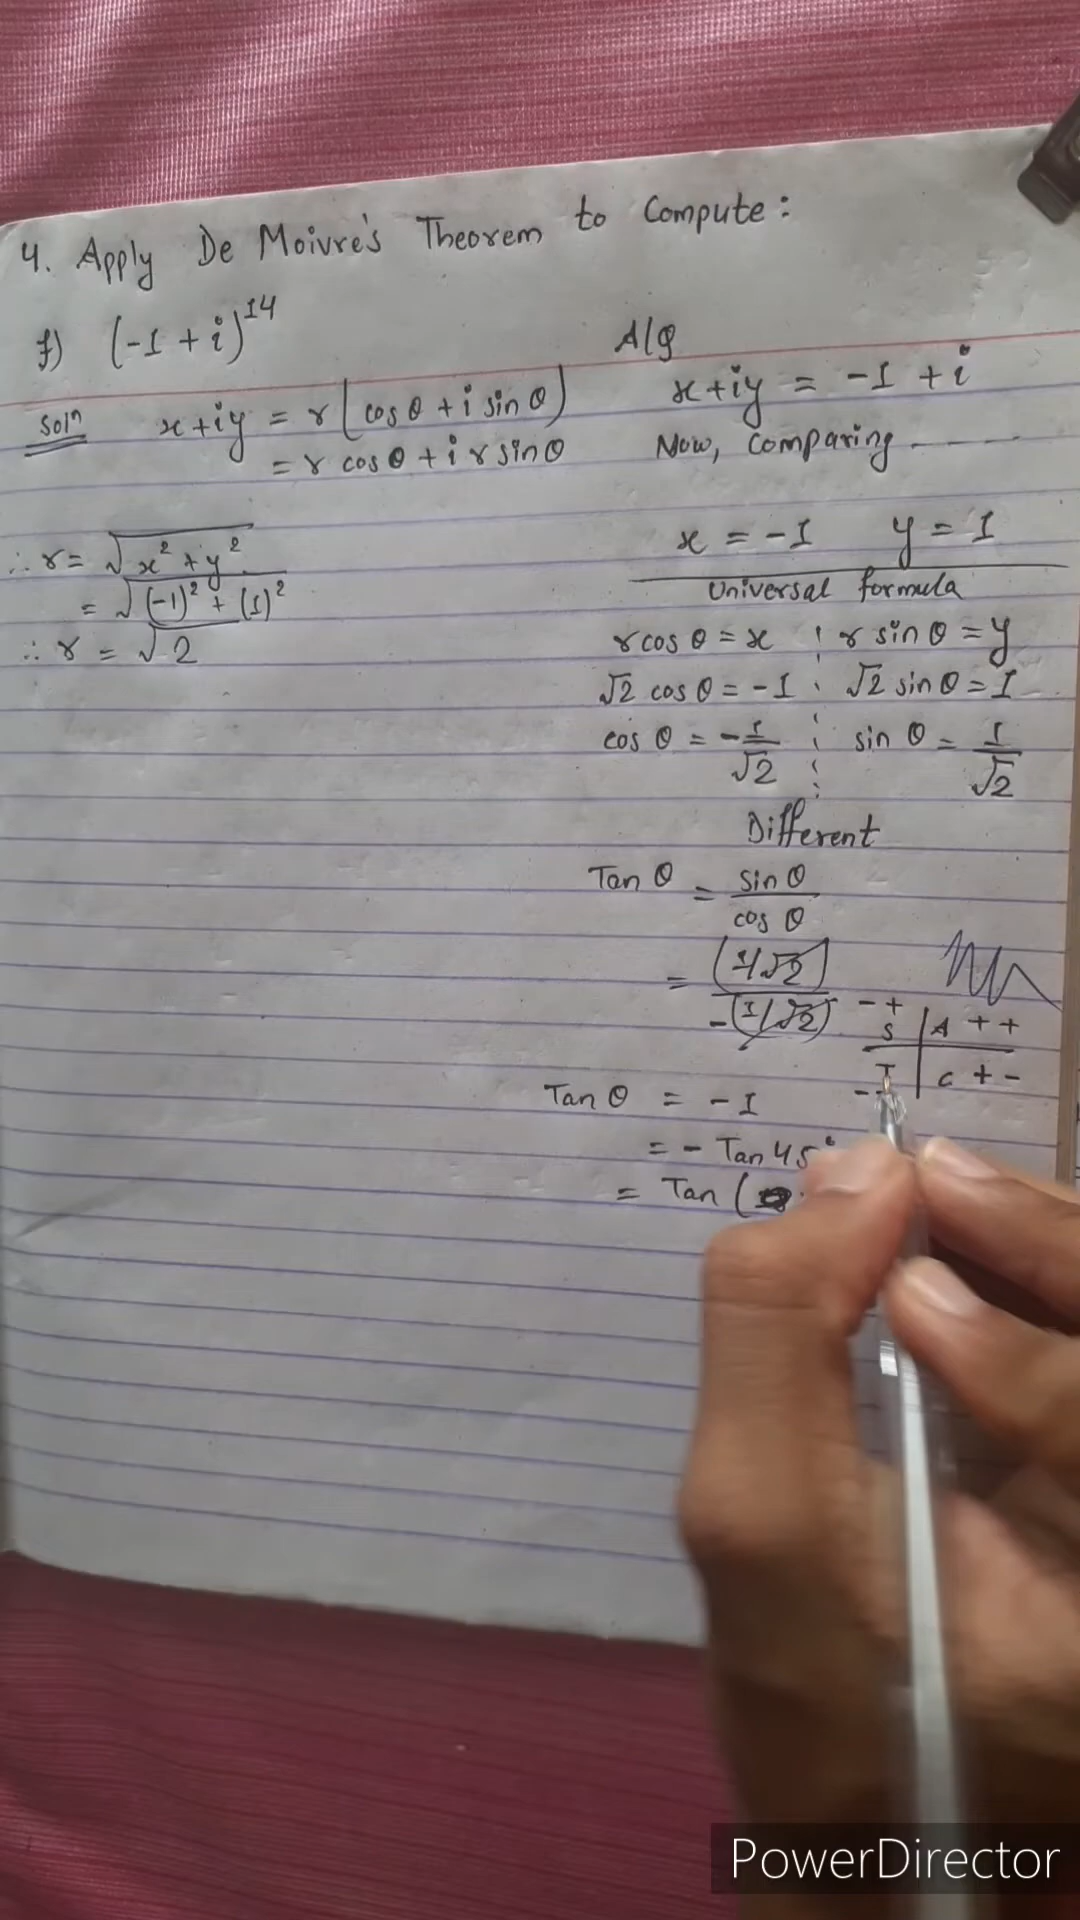 4. Apply De Moivre's Theorem to Compute:
f) (-1 + i)^14
Soln x+iy = r (cos θ + i sin θ)
= r cos θ + i r sin θ
∴ r = √x² + y²
= √(-1)² + (1)²
∴ r = √2
A/Q
x+iy = -1 + i
Now, Comparing -----
x = -1 y = 1
Universal formula
r cos θ = x ¦ r sin θ = y
√2 cos θ = -1 ¦ √2 sin θ = 1
cos θ = -1/√2 ¦ sin θ = 1/√2
Different
Tan θ = sin θ / cos θ
= (1/√2) / -(1/√2)
- + S | A + +
- - T | C + -
Tan θ = -1
= - Tan 45°
= Tan (
PowerDirector